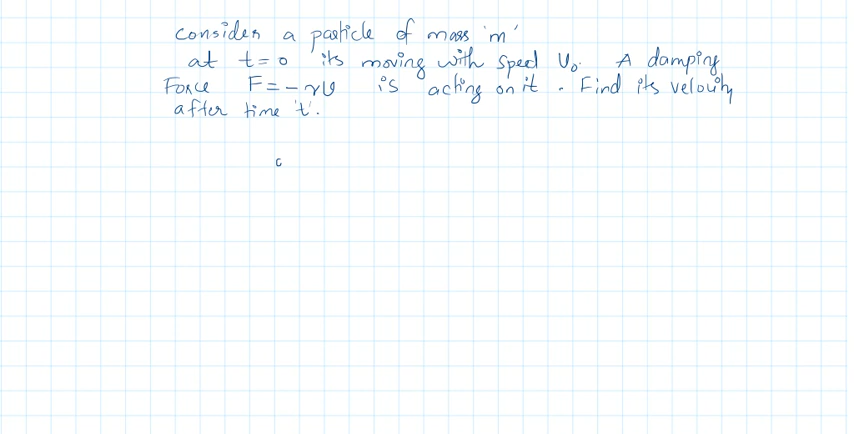 consider a particle of mass 'm'
at t=0 its moving with speed v₀. A damping
Force F=-γv is acting on it. Find its velocity
after time 't'.